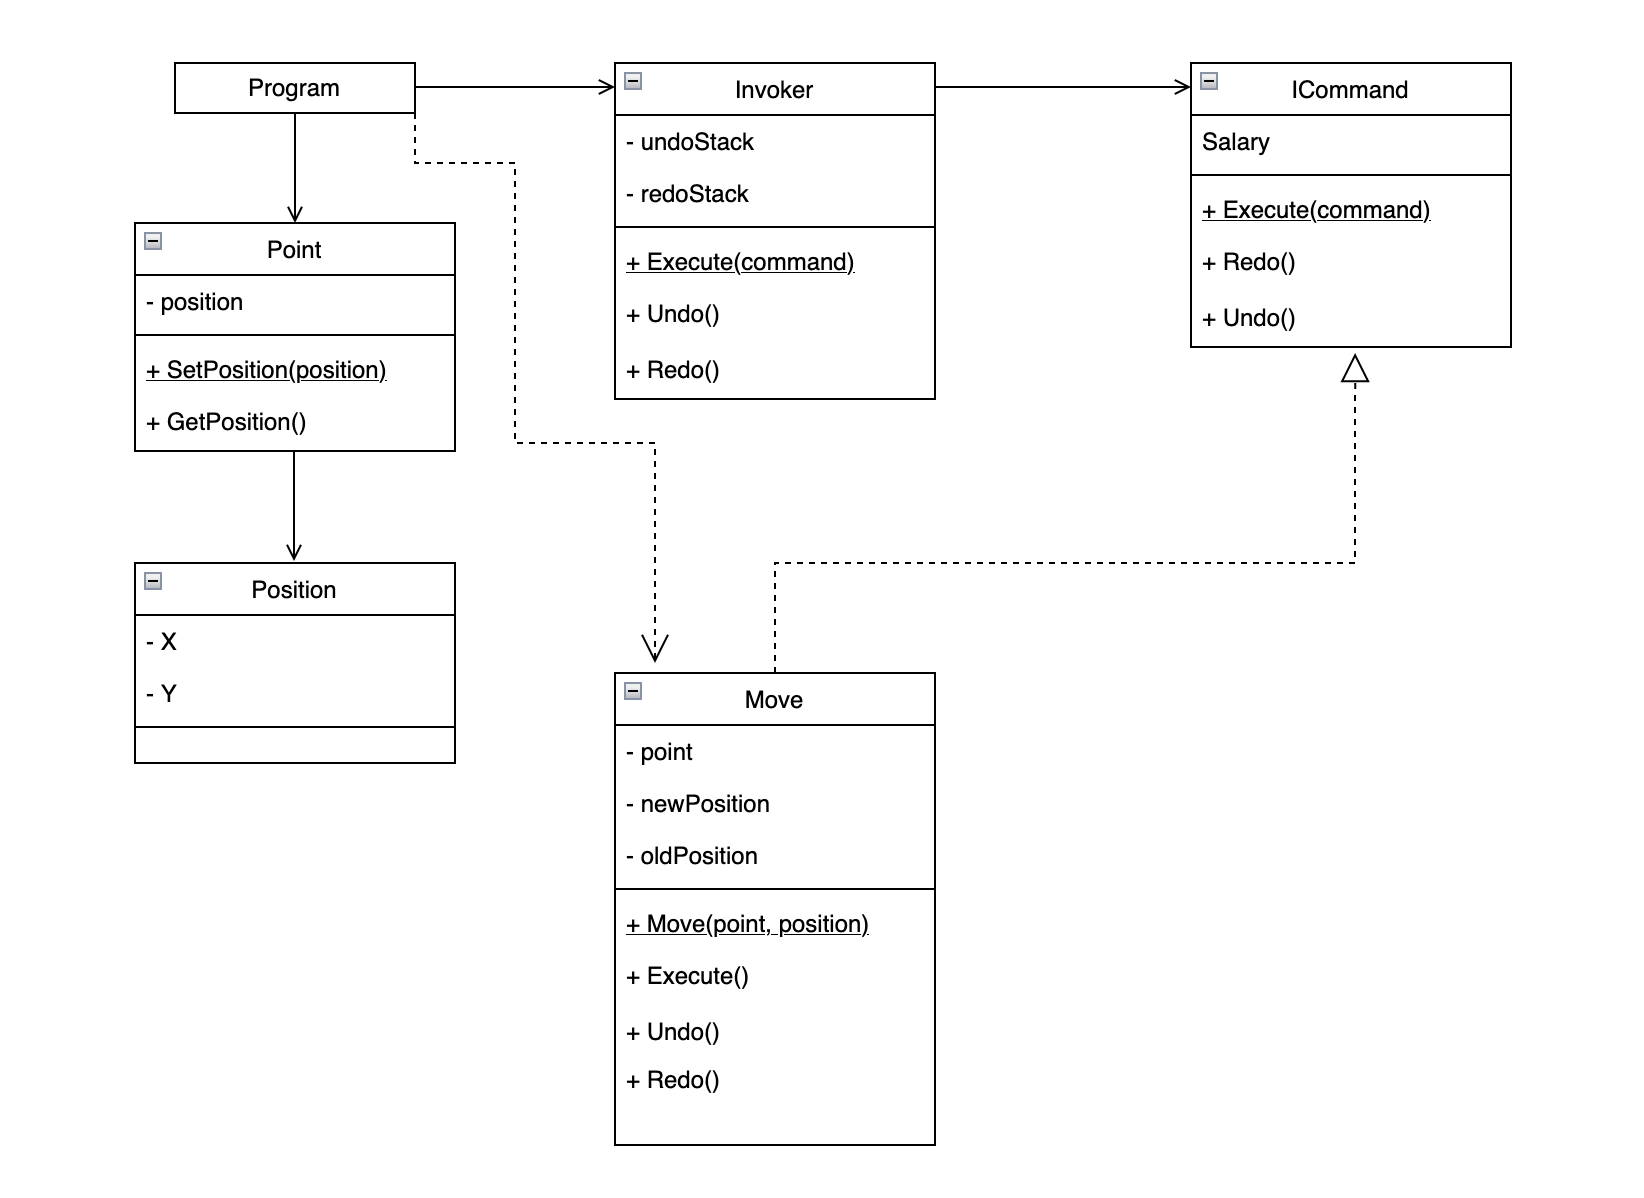 Program
Invoker
- undoStack
- redoStack
+ Execute(command)
+ Undo()
+ Redo()
ICommand
Salary
+ Execute(command)
+ Redo()
+ Undo()
Point
- position
+ SetPosition(position)
+ GetPosition()
Position
- X
- Y
Move
- point
- newPosition
- oldPosition
+ Move(point, position)
+ Execute()
+ Undo()
+ Redo()